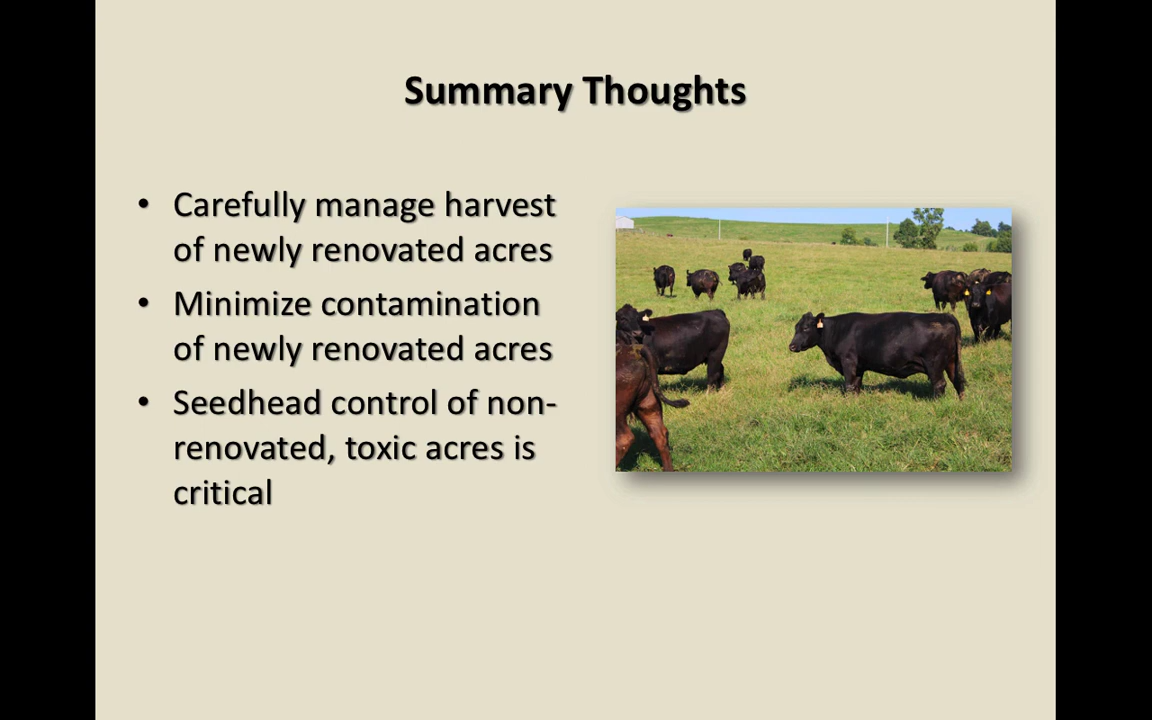 Summary Thoughts
• Carefully manage harvest
of newly renovated acres
• Minimize contamination
of newly renovated acres
• Seedhead control of non-
renovated, toxic acres is
critical